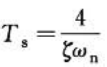 T_s = 4/(ζω_n)